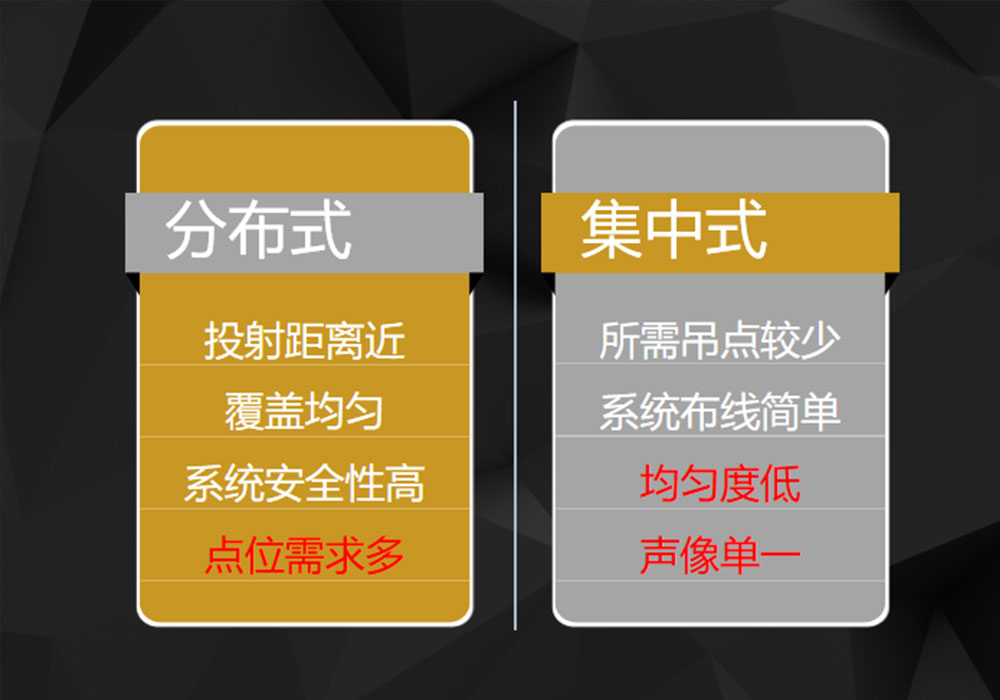 分布式
投射距离近
覆盖均匀
系统安全性高
点位需求多
集中式
所需吊点较少
系统布线简单
均匀度低
声像单一